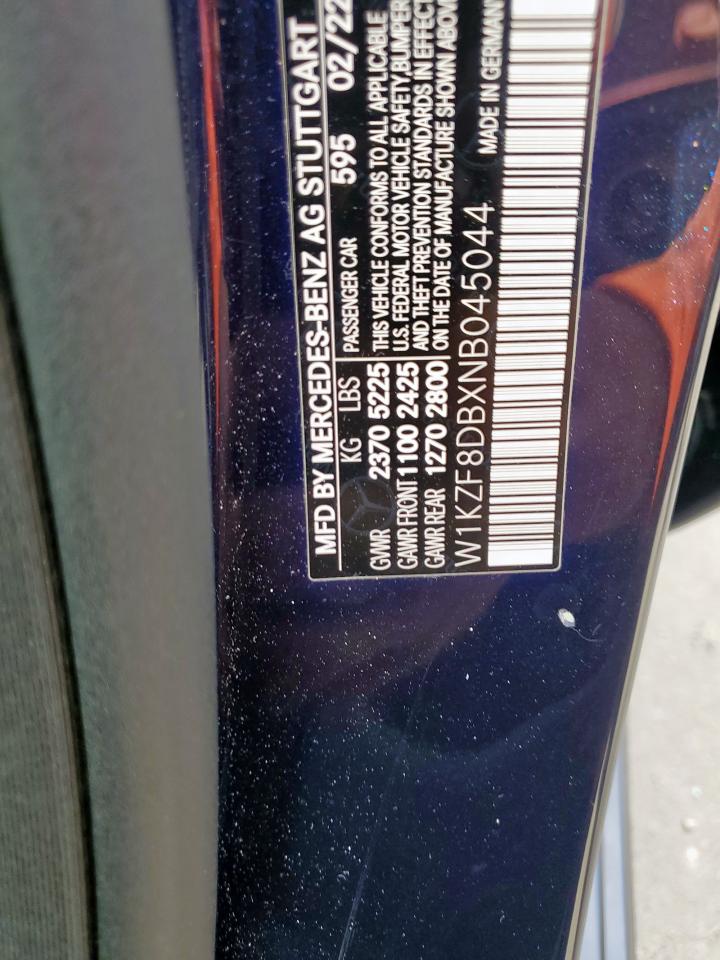 MFD BY MERCEDES-BENZ AG STUTTGART
KG LBS PASSENGER CAR 595 02/22
GVWR 2370 5225 THIS VEHICLE CONFORMS TO ALL APPLICABLE
GAWR FRONT 1100 2425 U.S. FEDERAL MOTOR VEHICLE SAFETY, BUMPER
GAWR REAR 1270 2800 AND THEFT PREVENTION STANDARDS IN EFFECT
ON THE DATE OF MANUFACTURE SHOWN ABOVE
W1KZF8DBXNB045044 MADE IN GERMANY